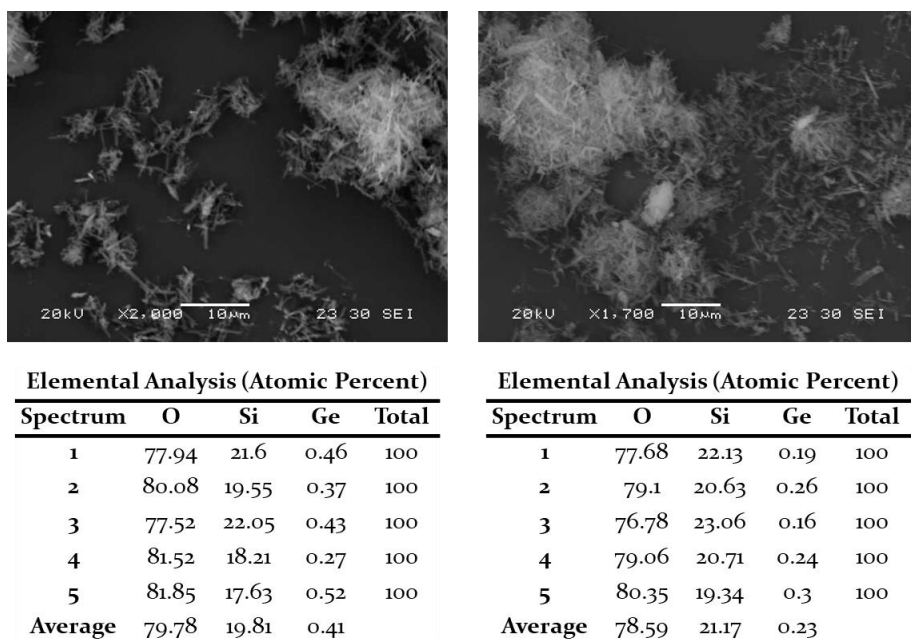 20kV X2,000 10µm 23 30 SEI
20kV X1,700 10µm 23 30 SEI
Elemental Analysis (Atomic Percent)
Spectrum O Si Ge Total
1 77.94 21.6 0.46 100
2 80.08 19.55 0.37 100
3 77.52 22.05 0.43 100
4 81.52 18.21 0.27 100
5 81.85 17.63 0.52 100
Average 79.78 19.81 0.41
Elemental Analysis (Atomic Percent)
Spectrum O Si Ge Total
1 77.68 22.13 0.19 100
2 79.1 20.63 0.26 100
3 76.78 23.06 0.16 100
4 79.06 20.71 0.24 100
5 80.35 19.34 0.3 100
Average 78.59 21.17 0.23